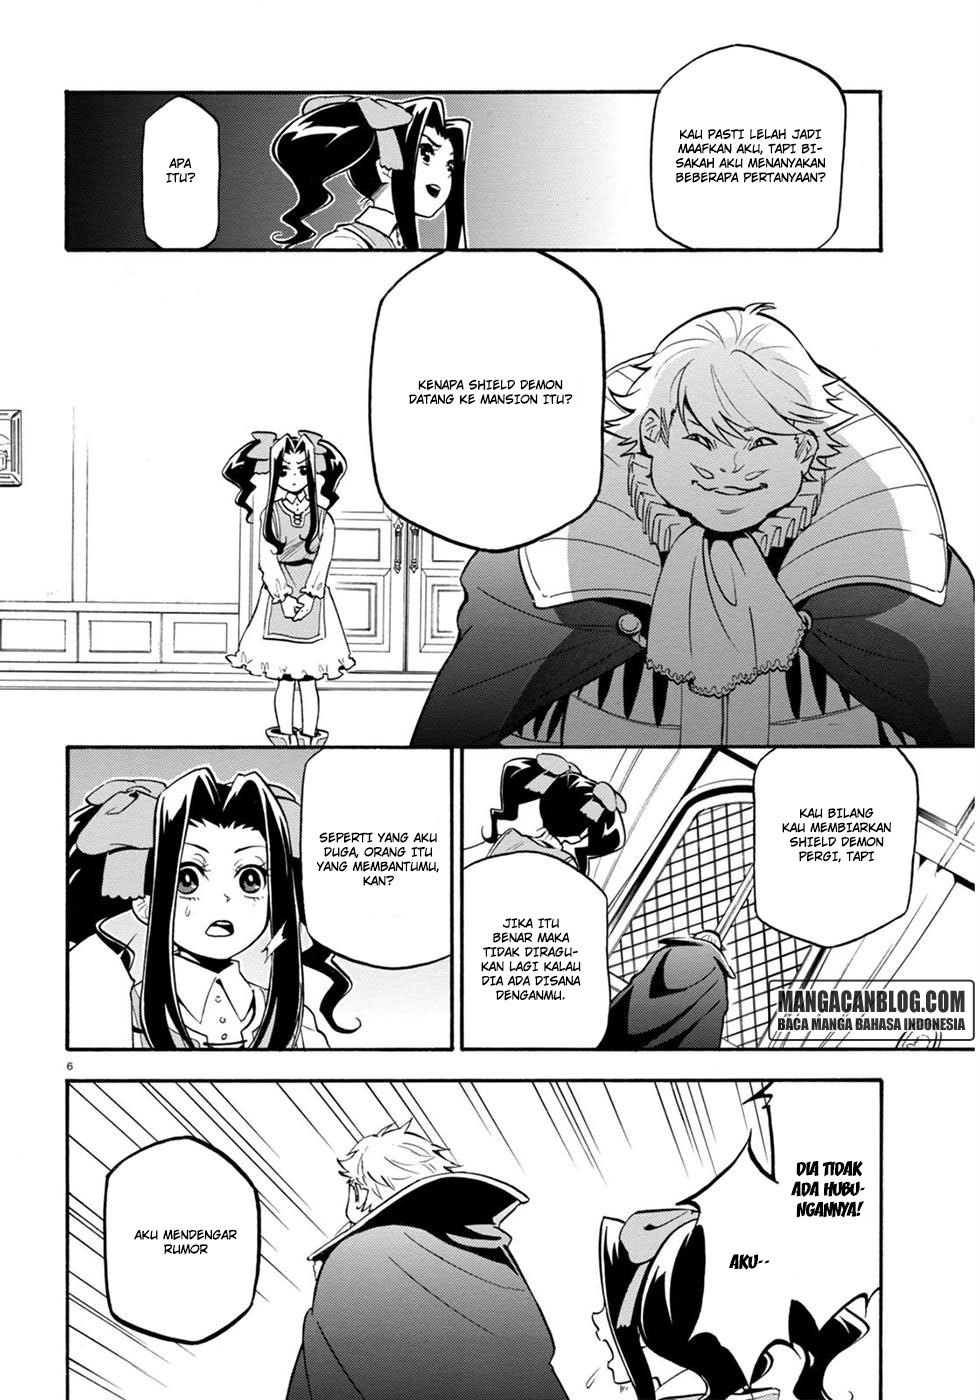 KAU PASTI LELAH JADI
MAAFKAN AKU, TAPI BI-
SAKAH AKU MENANYAKAN
BEBERAPA PERTANYAAN?
APA
ITU?
KENAPA SHIELD DEMON
DATANG KE MANSION ITU?
KAU BILANG
KAU MEMBIARKAN
SHIELD DEMON
PERGI, TAPI
JIKA ITU
BENAR MAKA
TIDAK DIRAGU-
KAN LAGI KALAU
DIA ADA DISANA
DENGANMU.
SEPERTI YANG AKU
DUGA, ORANG ITU
YANG MEMBANTUMU,
KAN?
MANGACANBLOG.COM
BACA MANGA BAHASA INDONESIA
6
DIA TIDAK
ADA HUBU-
NGANNYA!
AKU--
AKU MENDENGAR
RUMOR